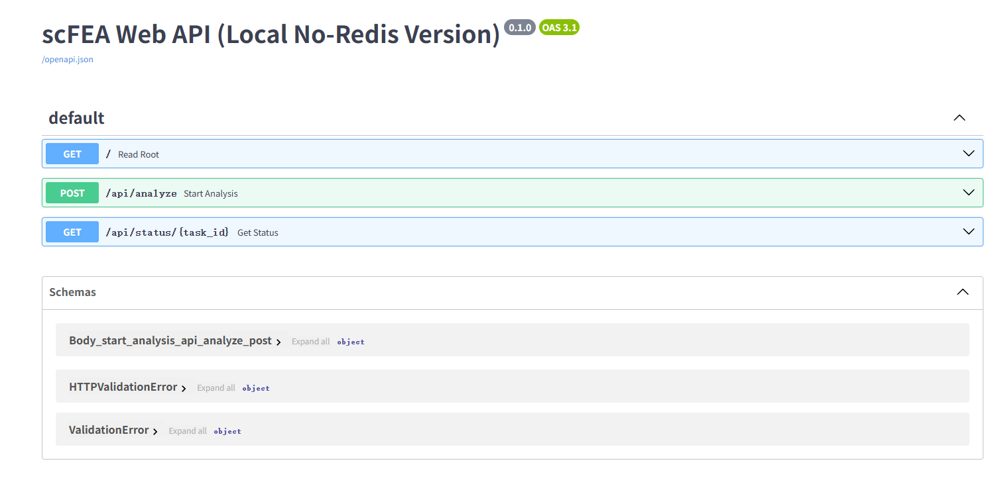 scFEA Web API (Local No-Redis Version) 0.1.0 OAS 3.1
/openapi.json
default
GET / Read Root
POST /api/analyze Start Analysis
GET /api/status/{task_id} Get Status
Schemas
Body_start_analysis_api_analyze_post Expand all object
HTTPValidationError Expand all object
ValidationError Expand all object